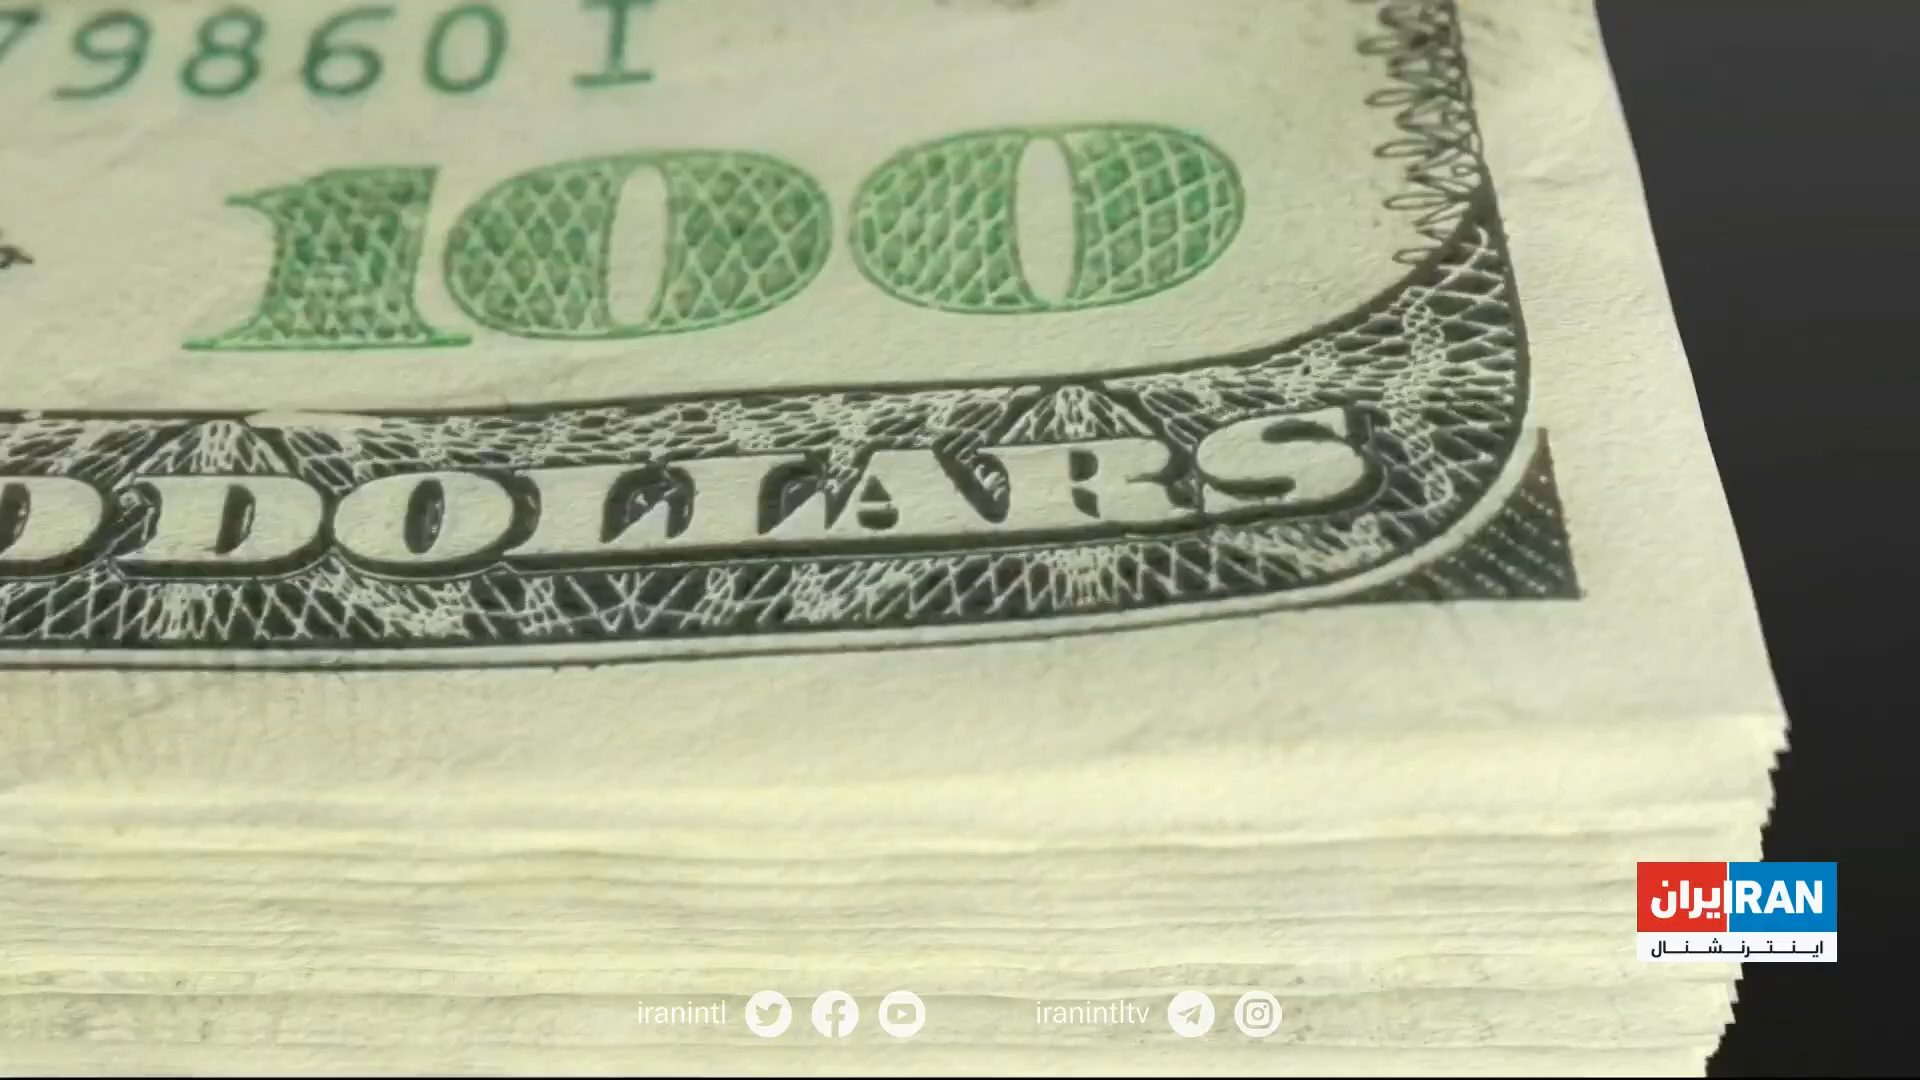 79860 I
100
D DOLLARS
ایران IRAN
اینترنشنال
iranintl
iranintltv